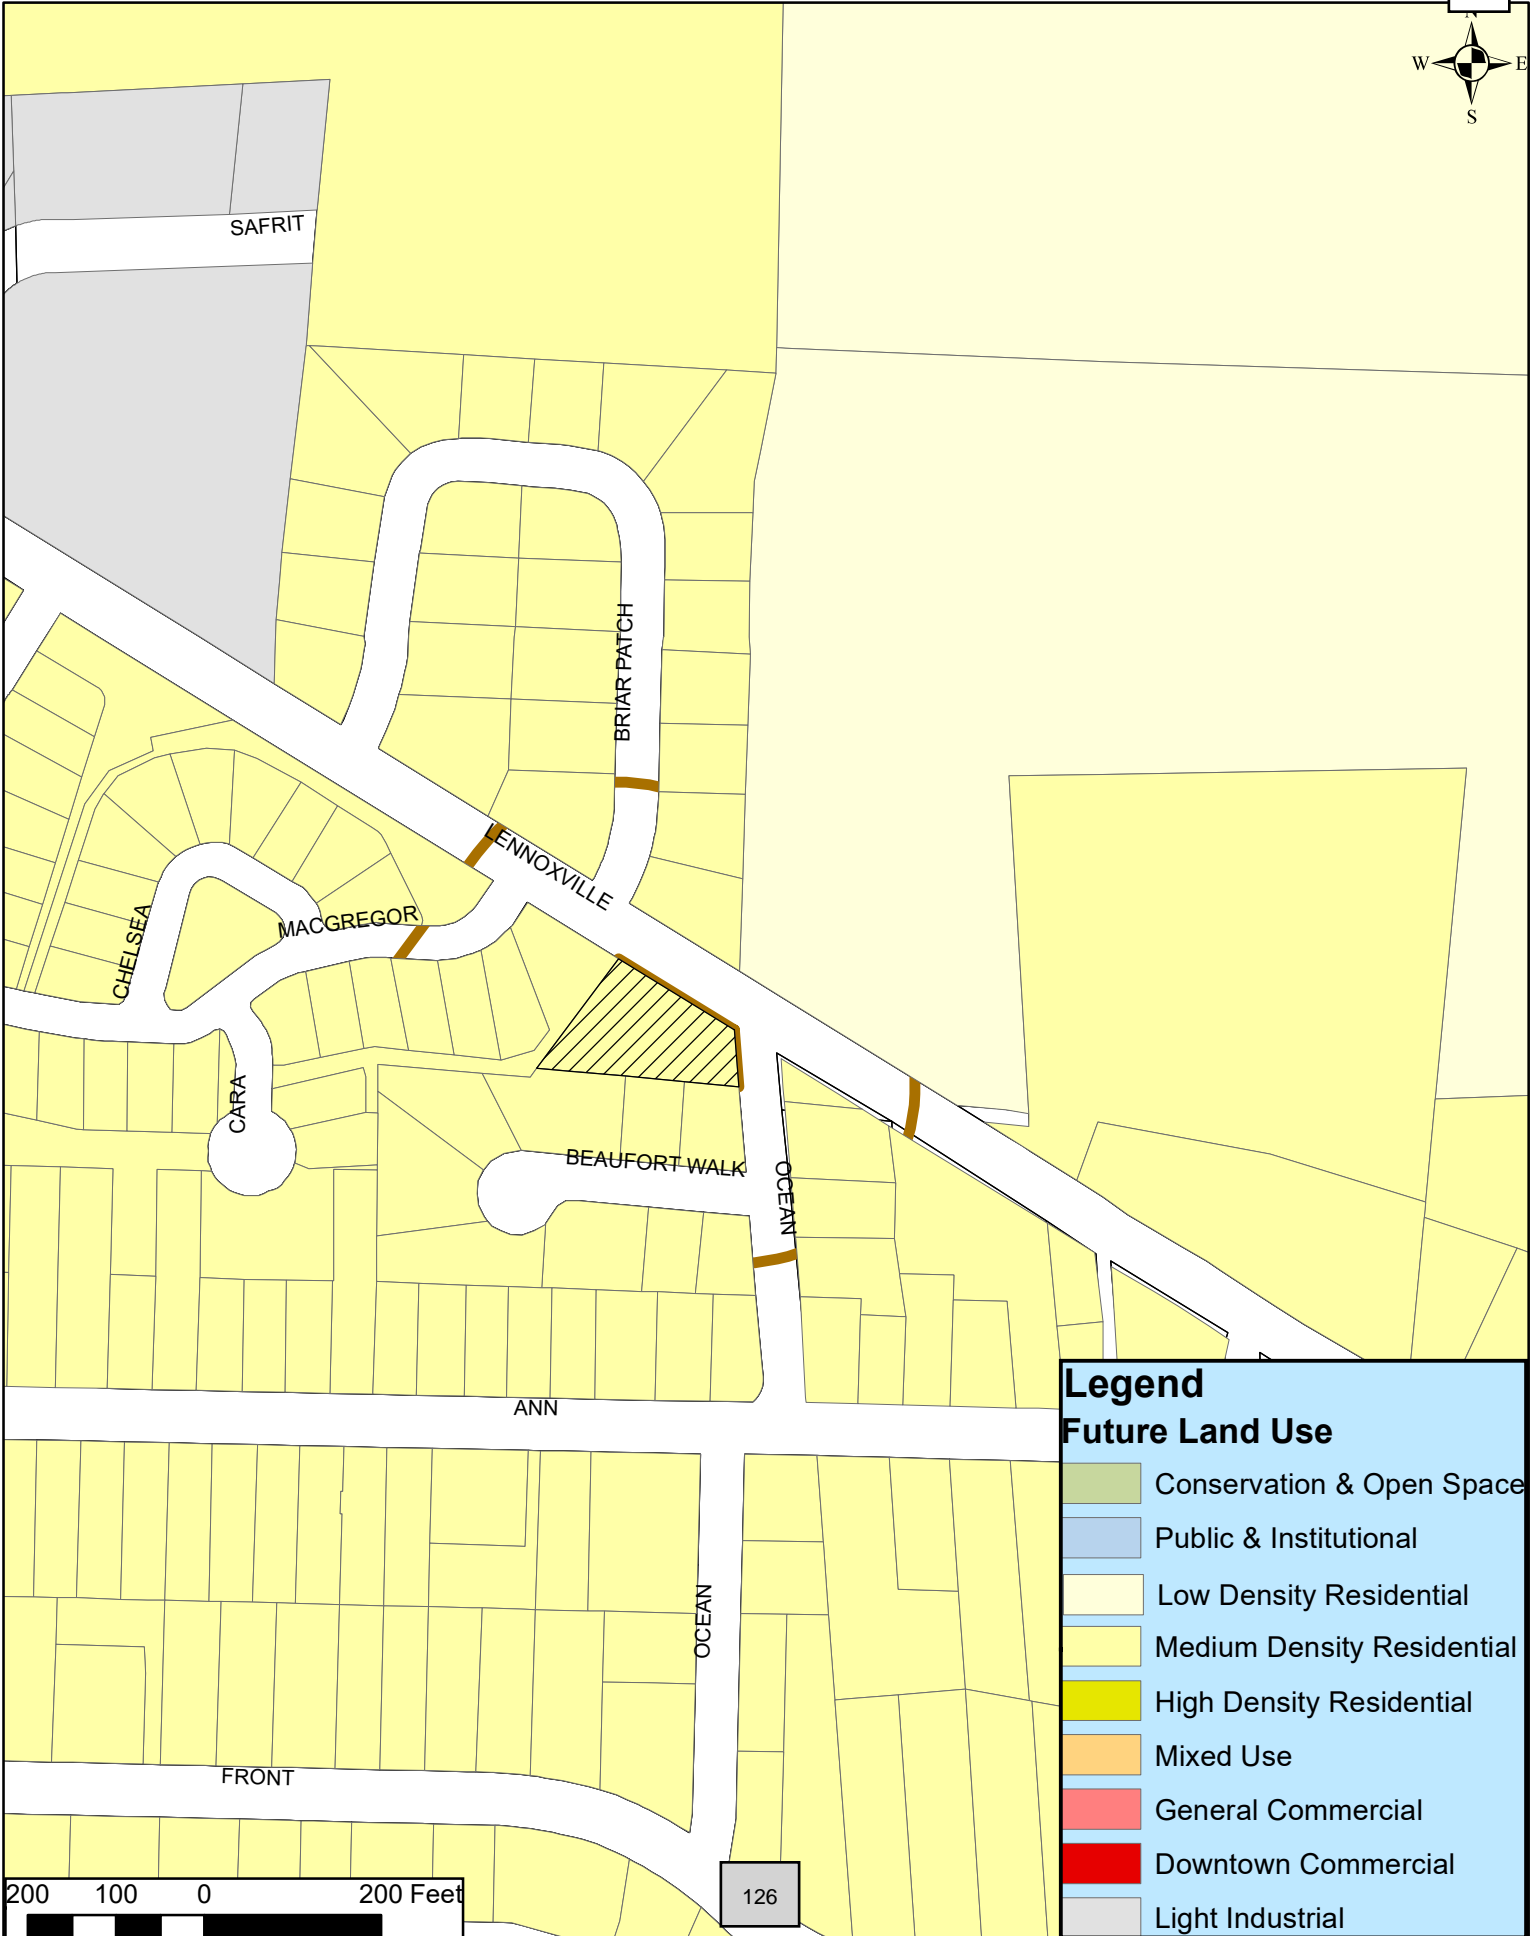 N
W E
S
SAFRIT
BRIAR PATCH
LENNOXVILLE
MACGREGOR
CHELSEA
CARA
BEAUFORT WALK
OCEAN
ANN
OCEAN
FRONT
126
200 100 0 200 Feet
Legend
Future Land Use
Conservation & Open Space
Public & Institutional
Low Density Residential
Medium Density Residential
High Density Residential
Mixed Use
General Commercial
Downtown Commercial
Light Industrial